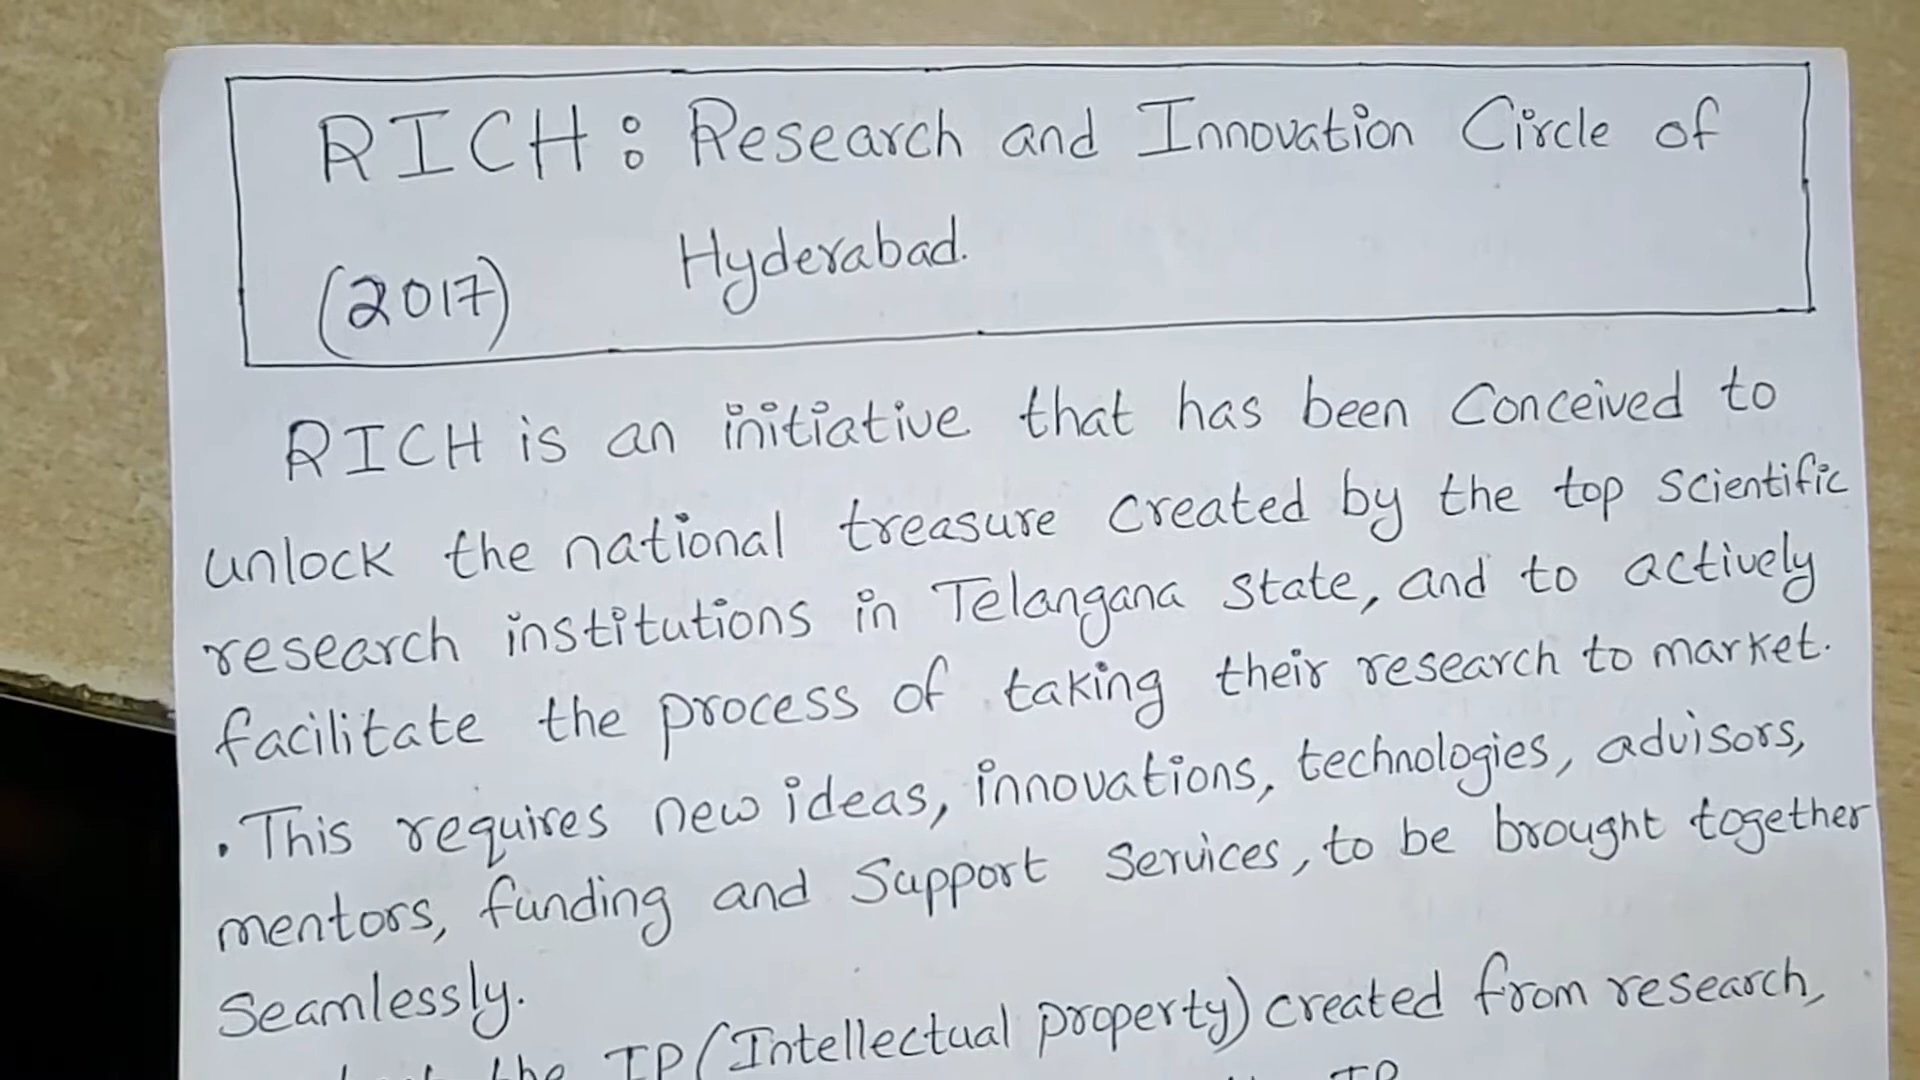 RICH: Research and Innovation Circle of
(2017) Hyderabad.
RICH is an initiative that has been Conceived to
unlock the national treasure created by the top scientific
research institutions in Telangana State, and to actively
facilitate the process of taking their research to market.
. This requires new ideas, innovations, technologies, advisors,
mentors, funding and Support Services, to be brought together
Seamlessly.
the IP (Intellectual property) created from research,
IP